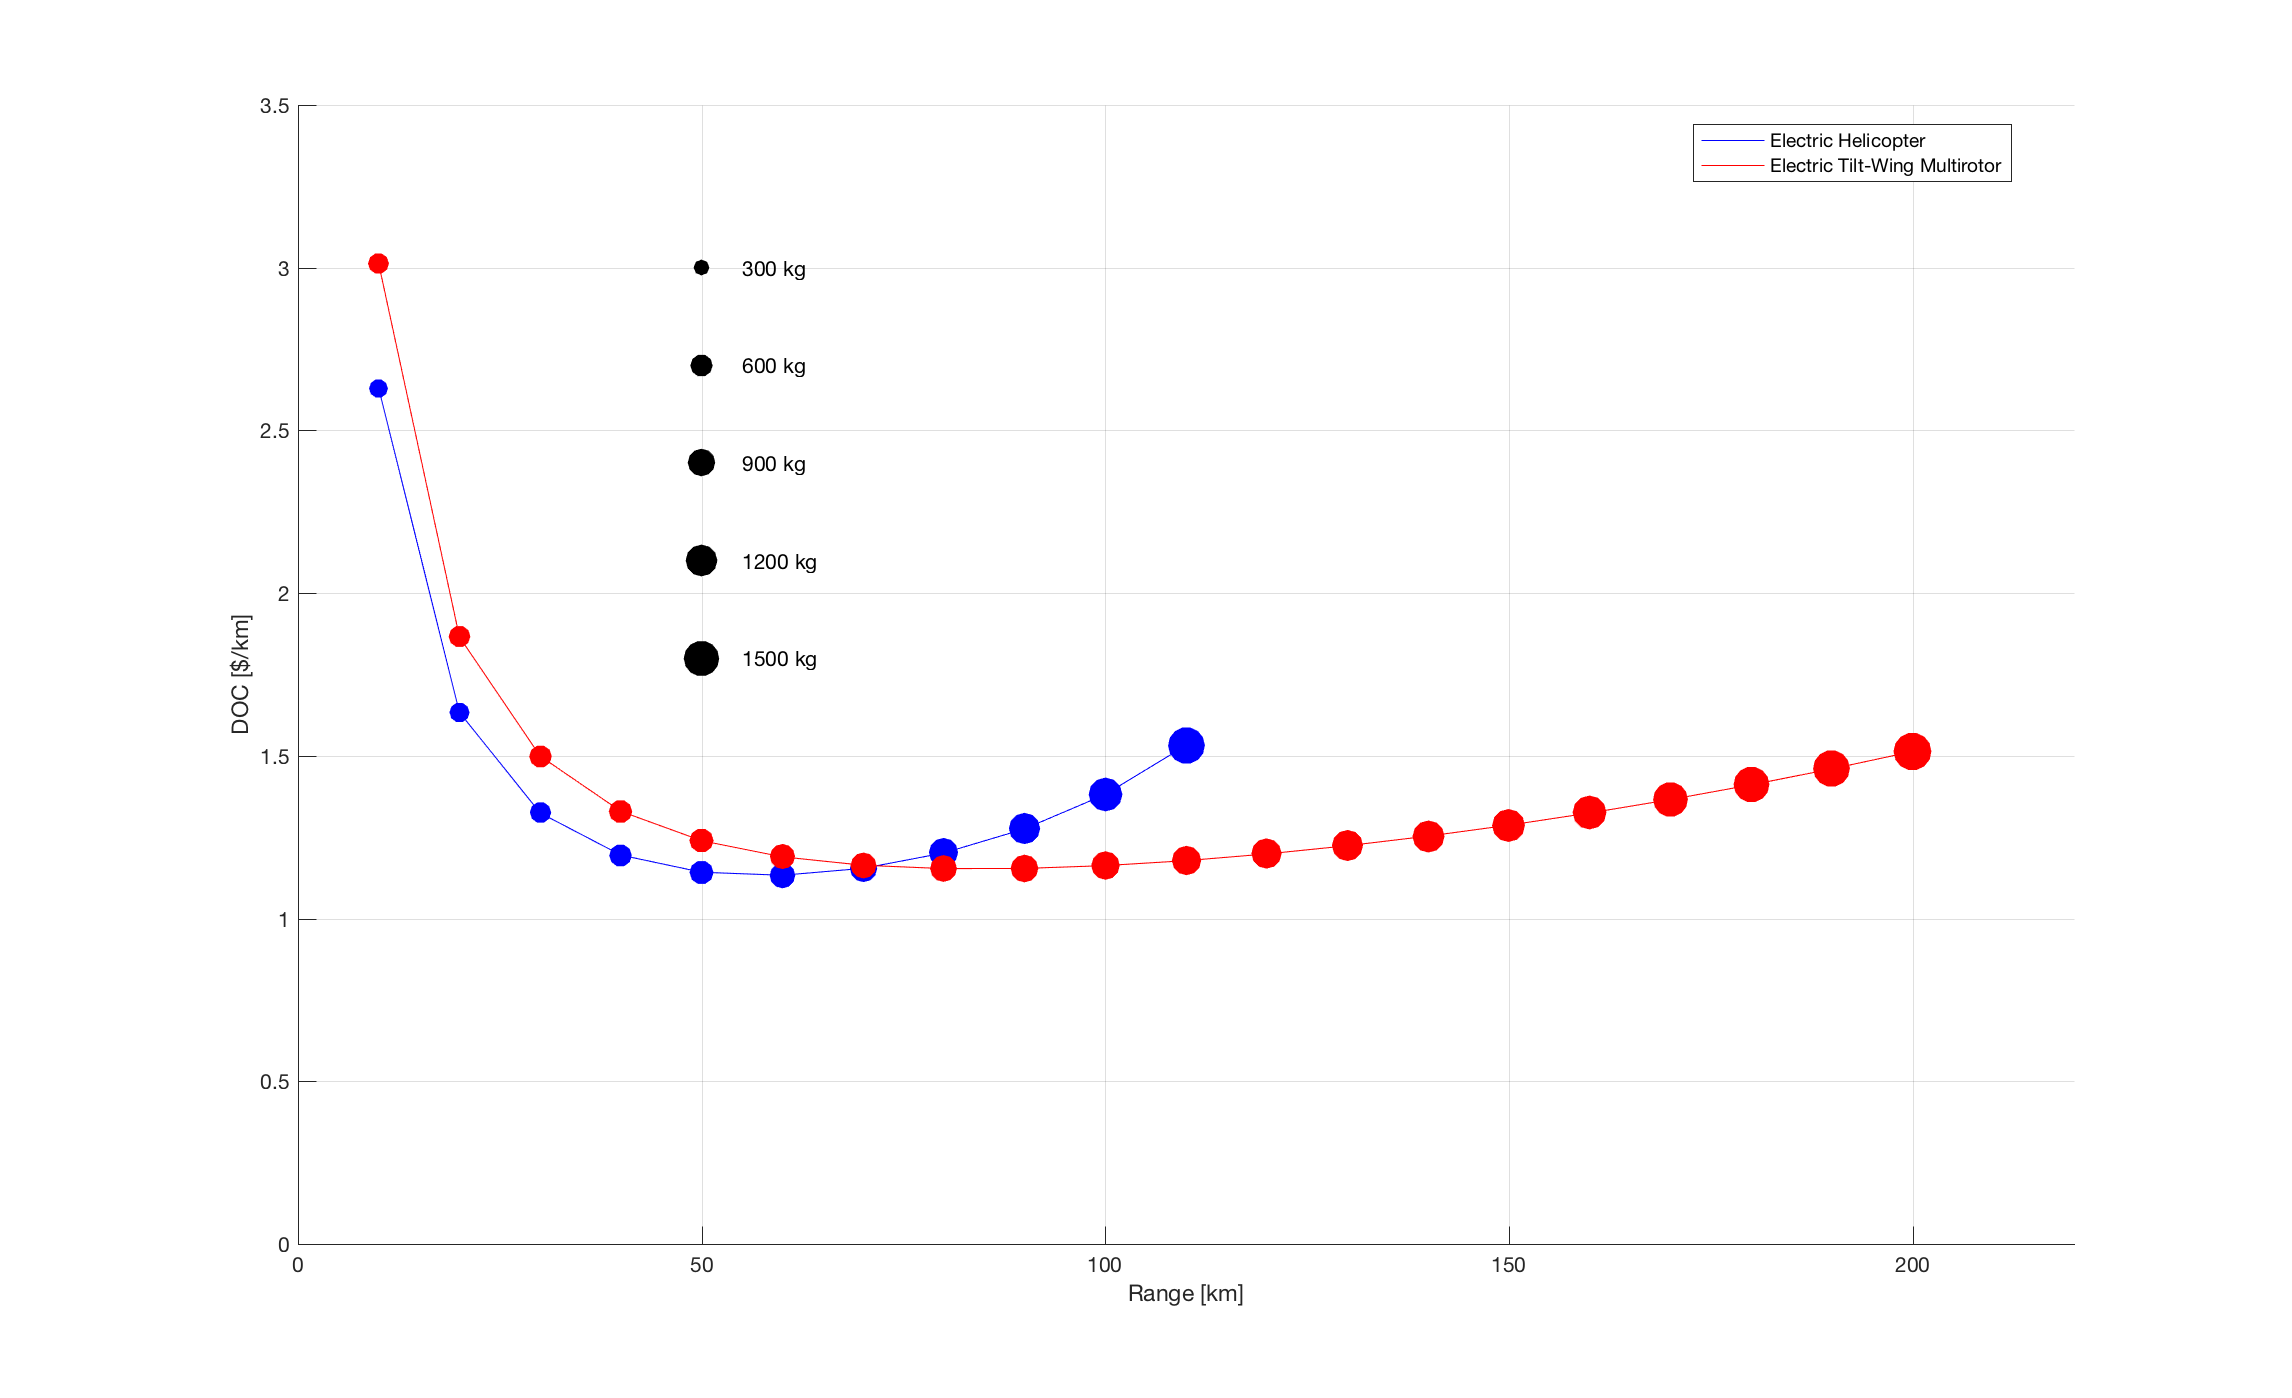 3.5
3
2.5
2
1.5
1
0.5
0
DOC [$/km]
0
50
100
150
200
Range [km]
300 kg
600 kg
900 kg
1200 kg
1500 kg
Electric Helicopter
Electric Tilt-Wing Multirotor